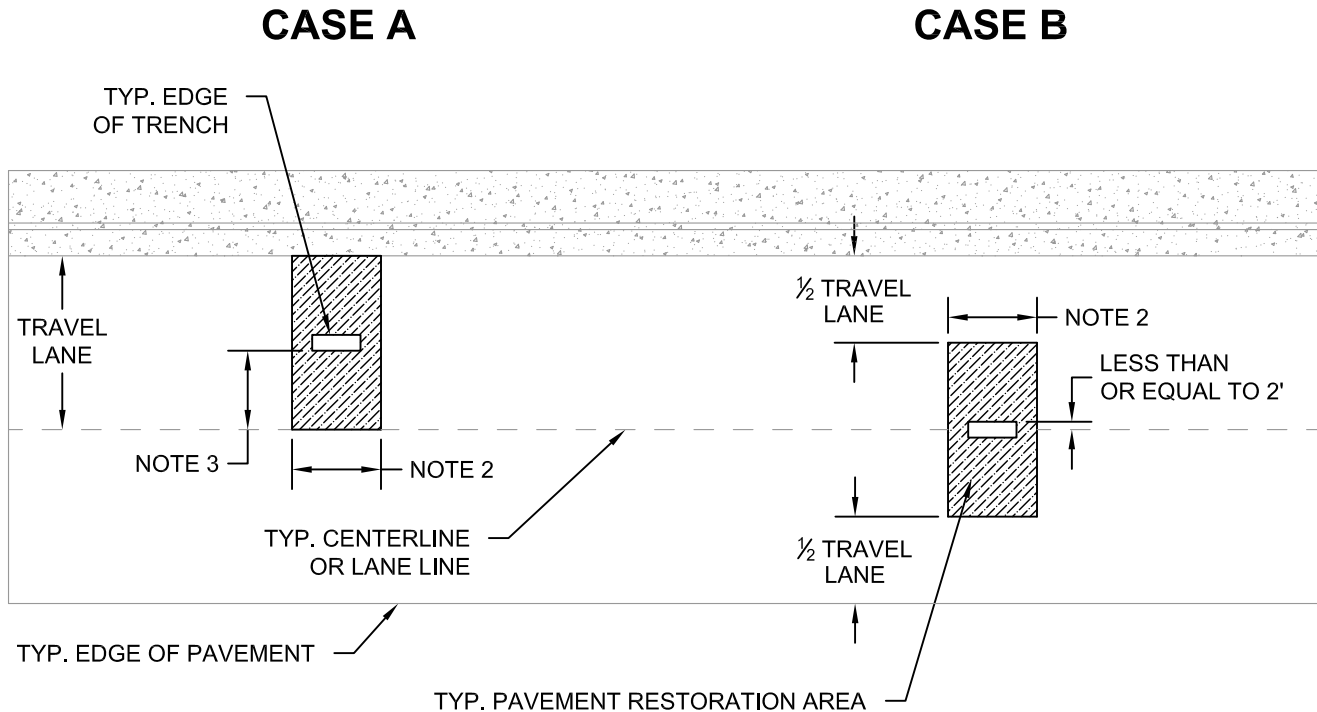 CASE A
CASE B
TYP. EDGE
OF TRENCH
TRAVEL
LANE
NOTE 3
NOTE 2
TYP. CENTERLINE
OR LANE LINE
TYP. EDGE OF PAVEMENT
½ TRAVEL
LANE
NOTE 2
LESS THAN
OR EQUAL TO 2'
½ TRAVEL
LANE
TYP. PAVEMENT RESTORATION AREA